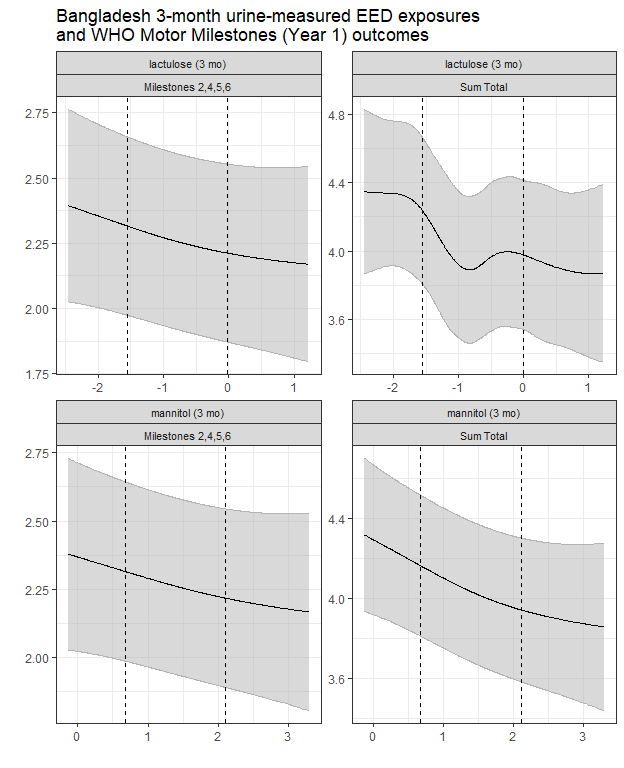 Bangladesh 3-month urine-measured EED exposures
and WHO Motor Milestones (Year 1) outcomes
lactulose (3 mo)
Milestones 2,4,5,6
2.75
2.50
2.25
2.00
1.75
-2 -1 0 1
lactulose (3 mo)
Sum Total
4.8
4.4
4.0
3.6
-2 -1 0 1
mannitol (3 mo)
Milestones 2,4,5,6
2.75
2.50
2.25
2.00
0 1 2 3
mannitol (3 mo)
Sum Total
4.4
4.0
3.6
0 1 2 3